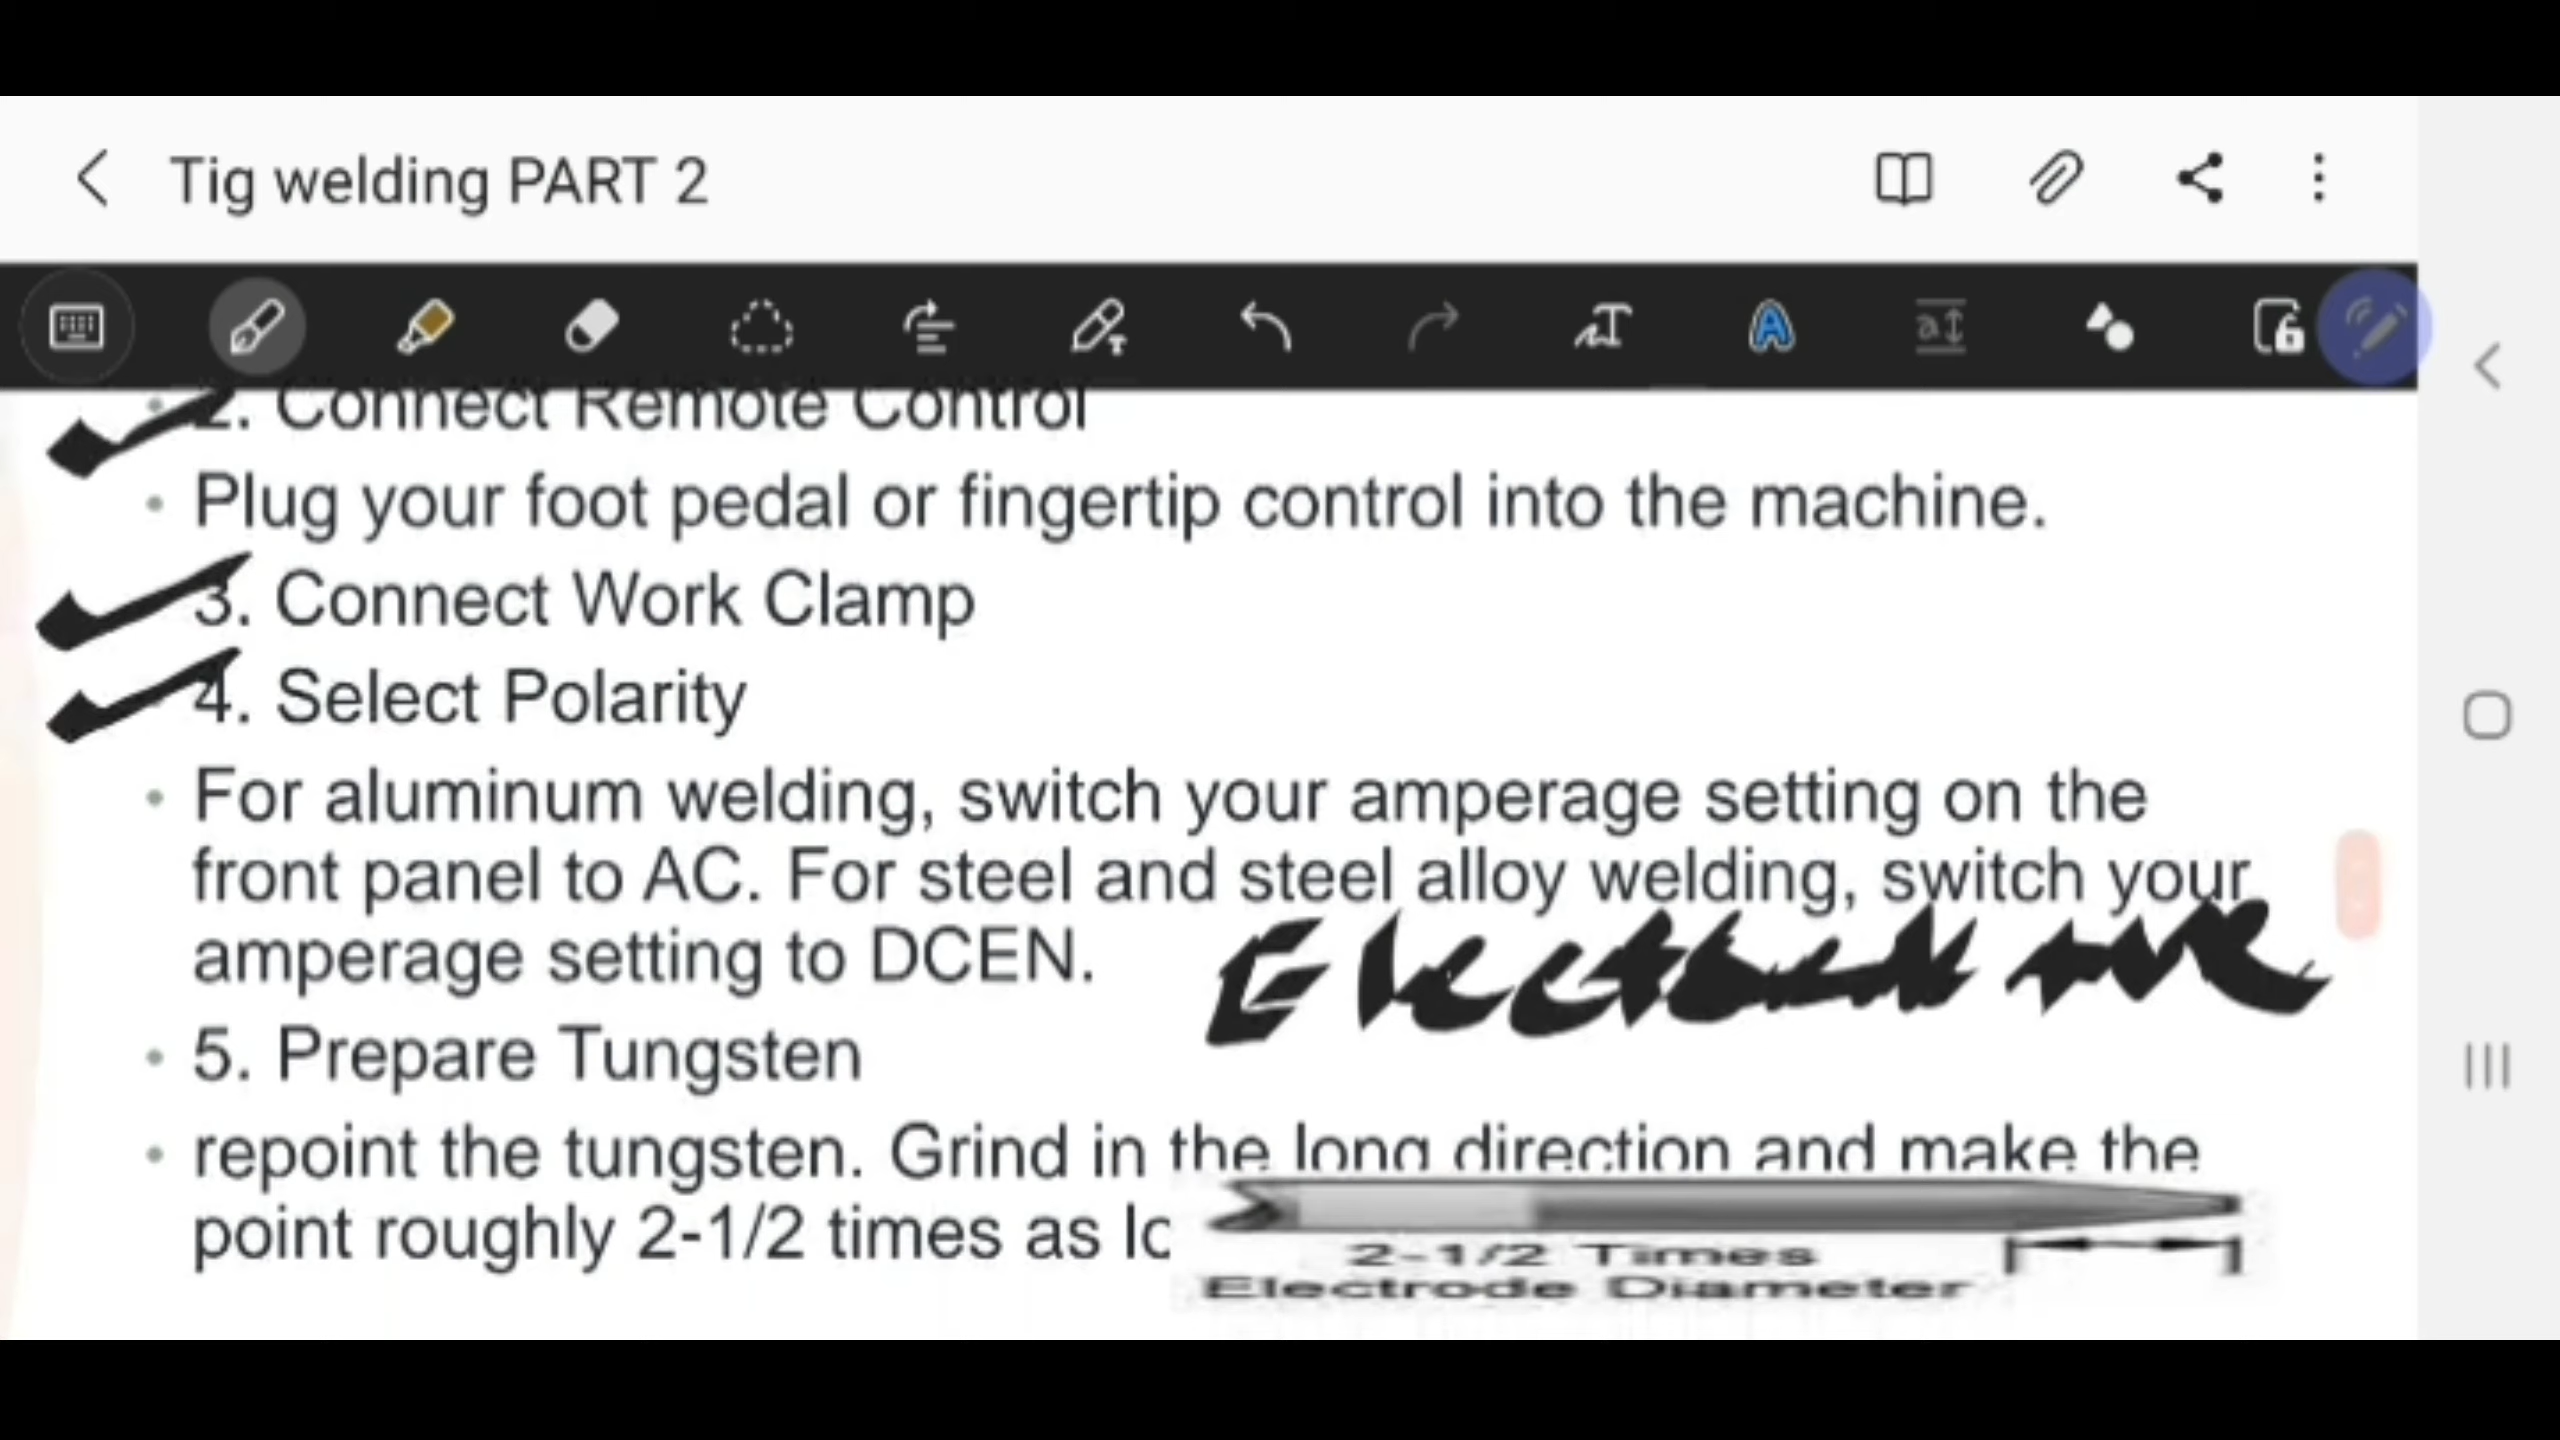 Tig welding PART 2
2. Connect Remote Control
Plug your foot pedal or fingertip control into the machine.
3. Connect Work Clamp
4. Select Polarity
For aluminum welding, switch your amperage setting on the
front panel to AC. For steel and steel alloy welding, switch your
amperage setting to DCEN.
5. Prepare Tungsten
repoint the tungsten. Grind in the long direction and make the
point roughly 2-1/2 times as
2-1/2 Times
Electrode Diameter